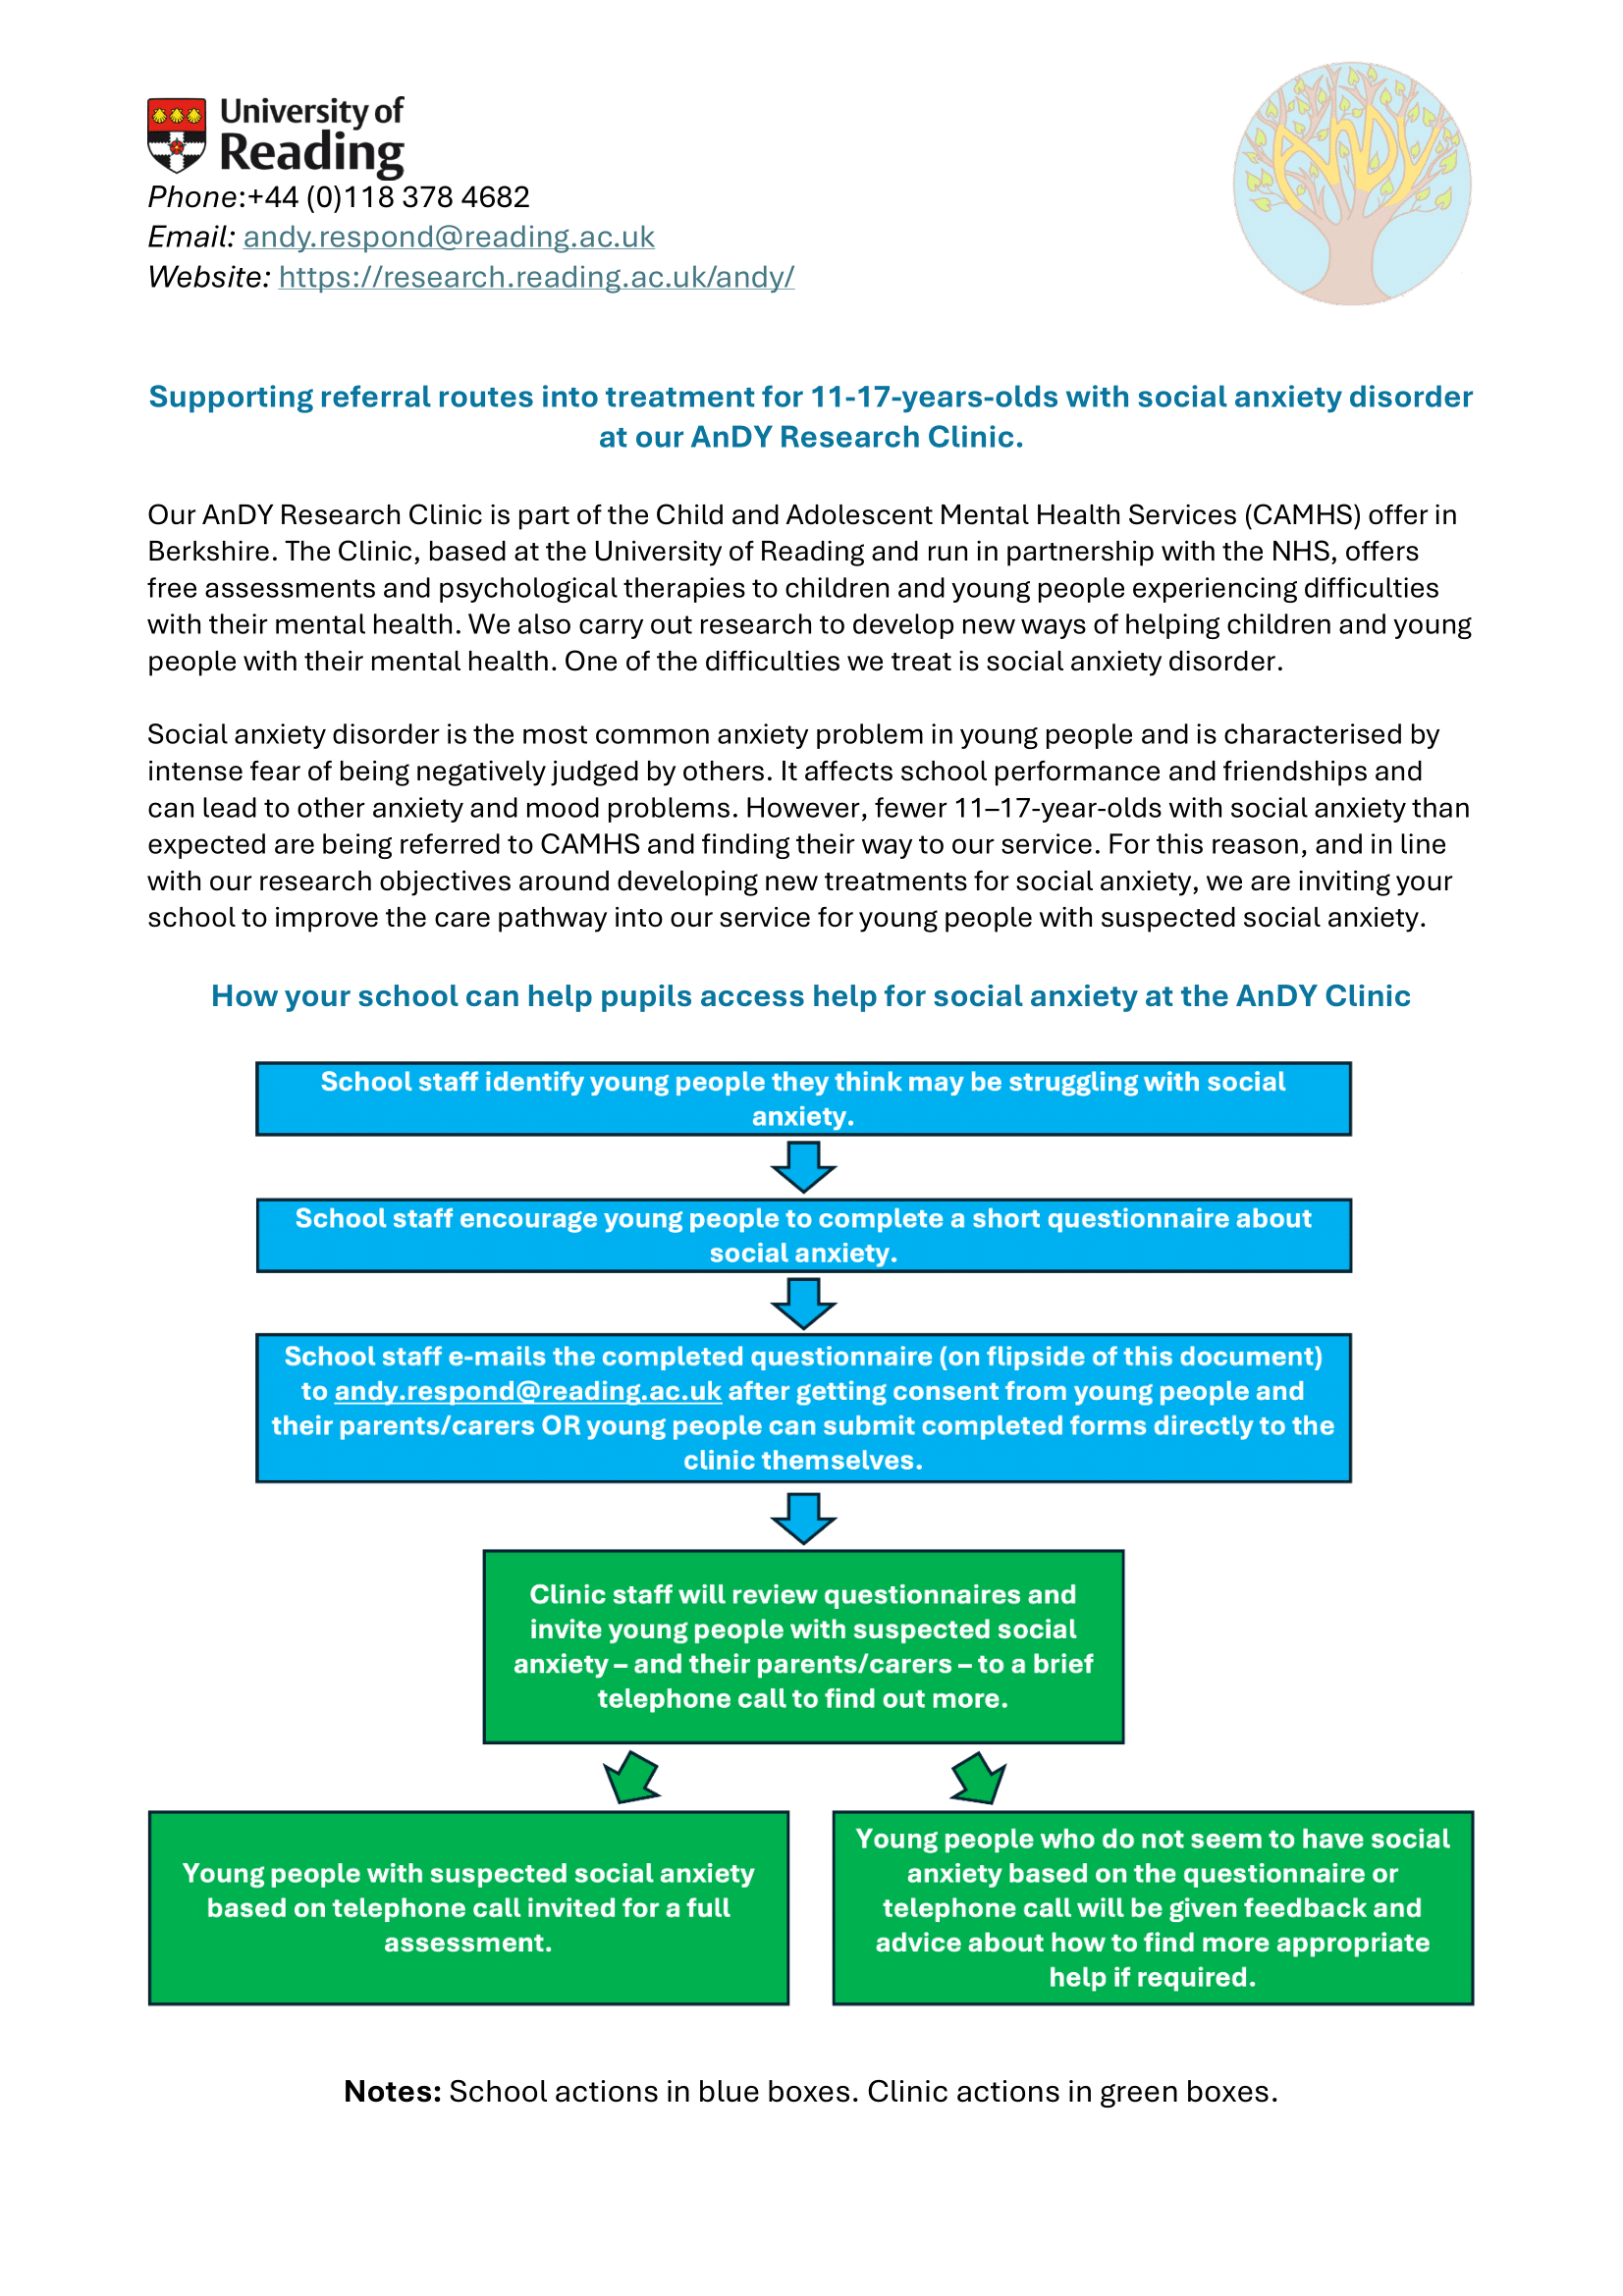 University of
Reading
AnDY
Phone:+44 (0)118 378 4682
Email: andy.respond@reading.ac.uk
Website: https://research.reading.ac.uk/andy/
Supporting referral routes into treatment for 11-17-years-olds with social anxiety disorder
at our AnDY Research Clinic.
Our AnDY Research Clinic is part of the Child and Adolescent Mental Health Services (CAMHS) offer in
Berkshire. The Clinic, based at the University of Reading and run in partnership with the NHS, offers
free assessments and psychological therapies to children and young people experiencing difficulties
with their mental health. We also carry out research to develop new ways of helping children and young
people with their mental health. One of the difficulties we treat is social anxiety disorder.
Social anxiety disorder is the most common anxiety problem in young people and is characterised by
intense fear of being negatively judged by others. It affects school performance and friendships and
can lead to other anxiety and mood problems. However, fewer 11–17-year-olds with social anxiety than
expected are being referred to CAMHS and finding their way to our service. For this reason, and in line
with our research objectives around developing new treatments for social anxiety, we are inviting your
school to improve the care pathway into our service for young people with suspected social anxiety.
How your school can help pupils access help for social anxiety at the AnDY Clinic
School staff identify young people they think may be struggling with social
anxiety.
School staff encourage young people to complete a short questionnaire about
social anxiety.
School staff e-mails the completed questionnaire (on flipside of this document)
to andy.respond@reading.ac.uk after getting consent from young people and
their parents/carers OR young people can submit completed forms directly to the
clinic themselves.
Clinic staff will review questionnaires and
invite young people with suspected social
anxiety – and their parents/carers – to a brief
telephone call to find out more.
Young people with suspected social anxiety
based on telephone call invited for a full
assessment.
Young people who do not seem to have social
anxiety based on the questionnaire or
telephone call will be given feedback and
advice about how to find more appropriate
help if required.
Notes: School actions in blue boxes. Clinic actions in green boxes.